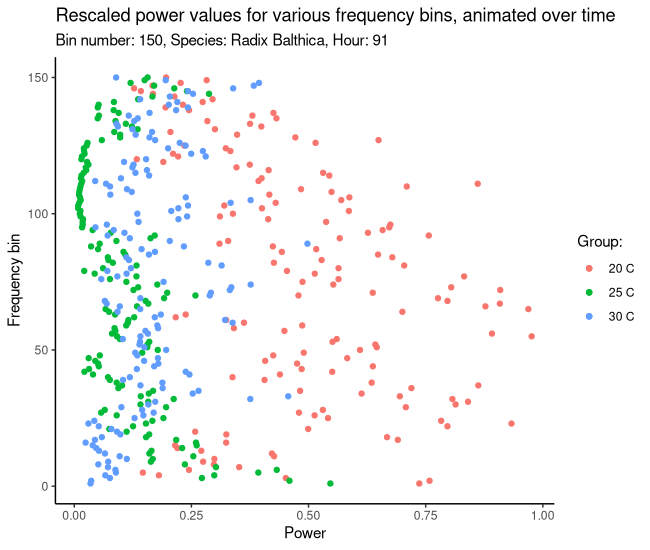 Rescaled power values for various frequency bins, animated over time
Bin number: 150, Species: Radix Balthica, Hour: 91
150
100
50
0
Frequency bin
0.00 0.25 0.50 0.75 1.00
Power
Group:
20 C
25 C
30 C